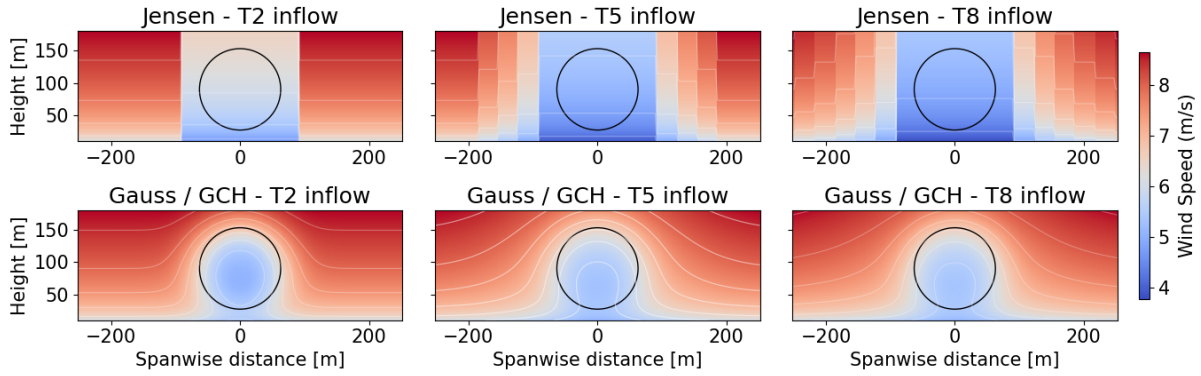 Jensen - T2 inflow
Jensen - T5 inflow
Jensen - T8 inflow
Height [m]
150
100
50
−200
0
200
−200
0
200
−200
0
200
Gauss / GCH - T2 inflow
Gauss / GCH - T5 inflow
Gauss / GCH - T8 inflow
Height [m]
150
100
50
−200
0
200
−200
0
200
−200
0
200
Spanwise distance [m]
Spanwise distance [m]
Spanwise distance [m]
8
7
6
5
4
Wind Speed (m/s)